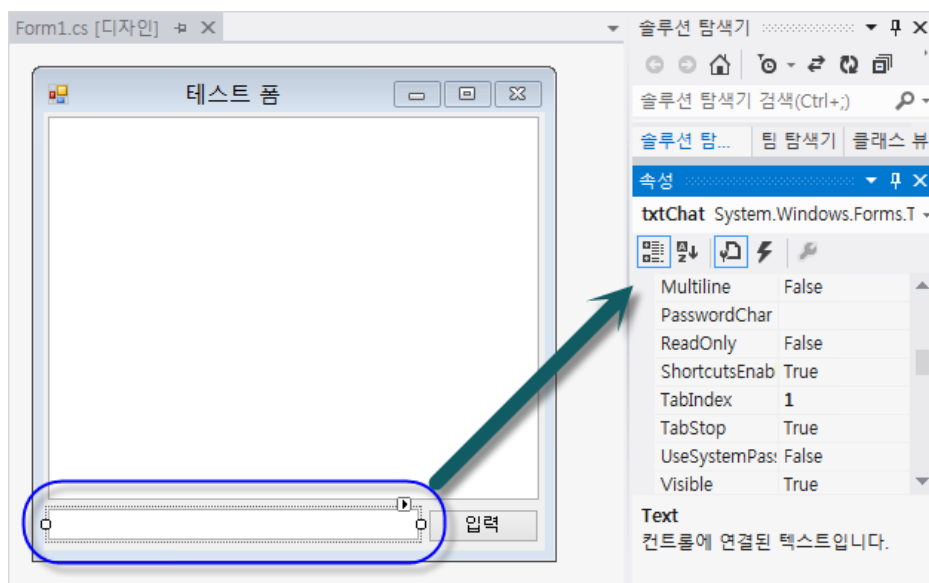 Form1.cs [디자인]
테스트 폼
입력
솔루션 탐색기
솔루션 탐색기 검색(Ctrl+;)
솔루션 탐... 팀 탐색기 클래스 뷰
속성
txtChat System.Windows.Forms.T
Multiline False
PasswordChar
ReadOnly False
ShortcutsEnab True
TabIndex 1
TabStop True
UseSystemPas False
Visible True
Text
컨트롤에 연결된 텍스트입니다.